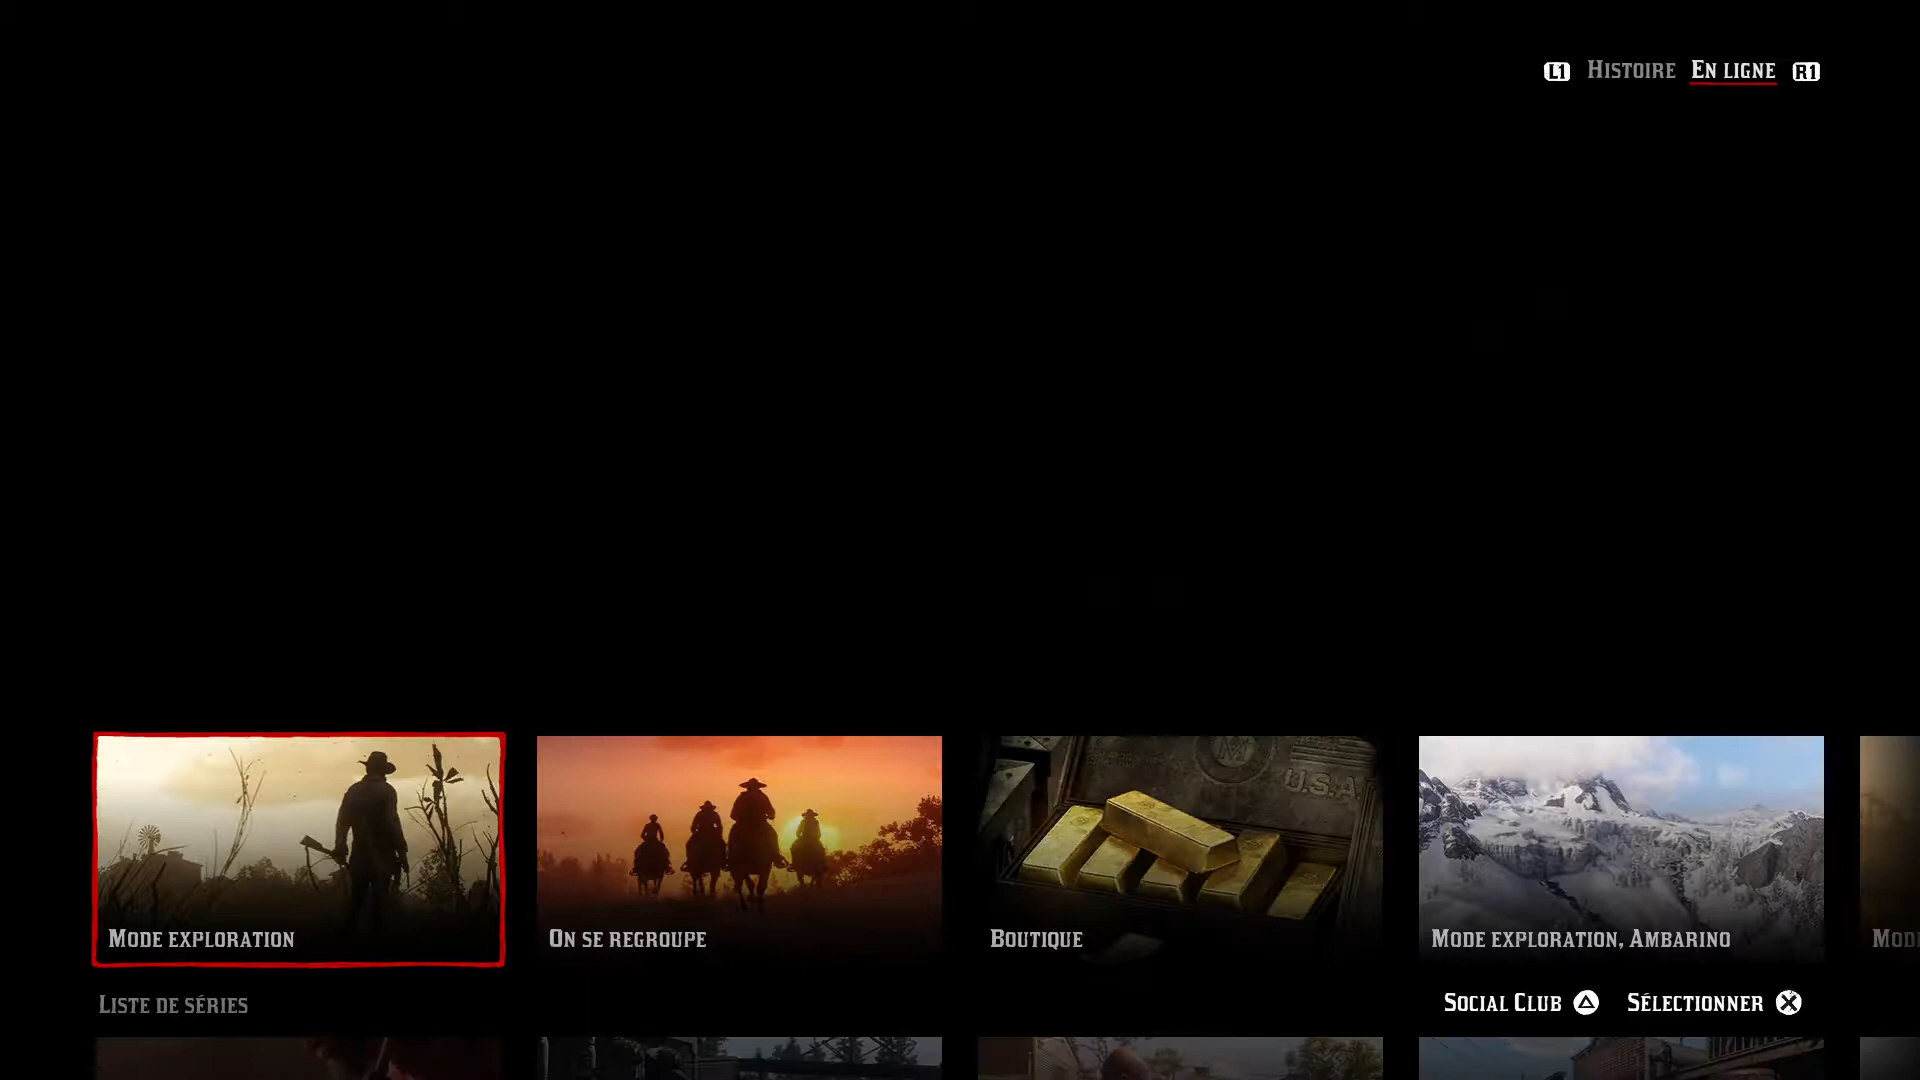 L1 Histoire En ligne R1
U.S.A
Mode exploration
On se regroupe
Boutique
Mode exploration, Ambarino
Liste de séries
Social Club
Sélectionner